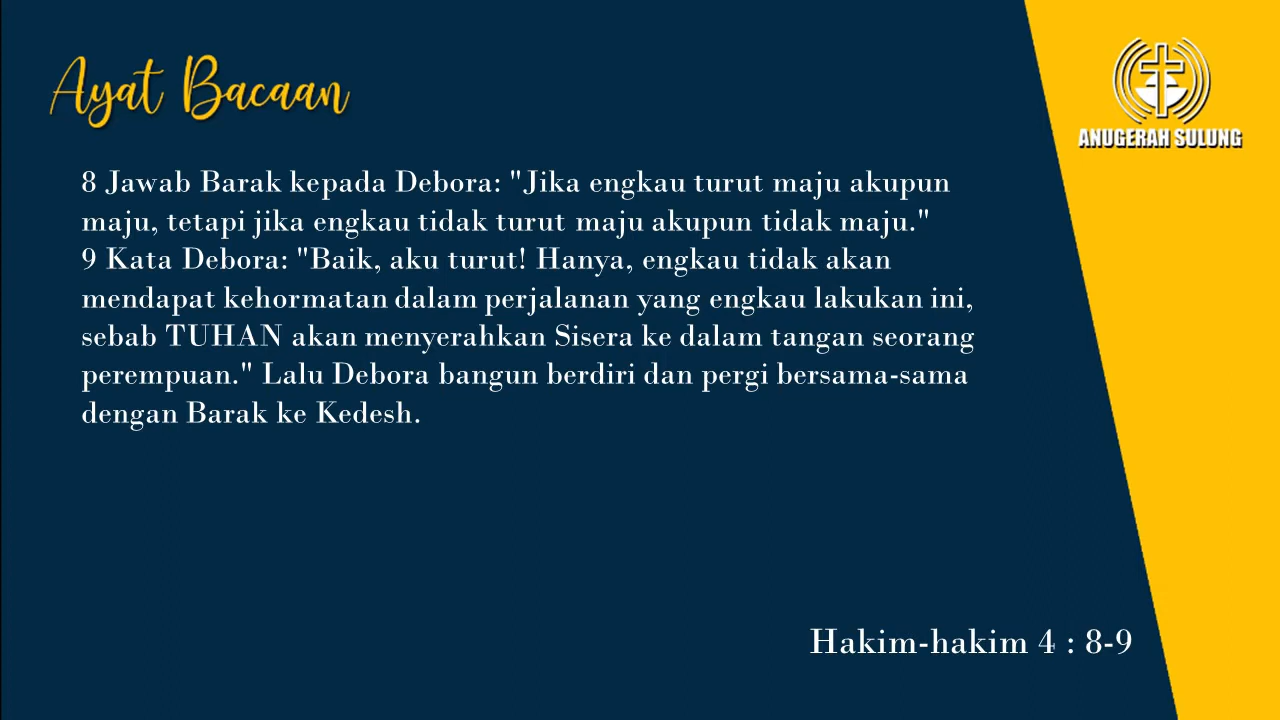 Ayat Bacaan
ANUGERAH SULUNG
8 Jawab Barak kepada Debora: "Jika engkau turut maju akupun
maju, tetapi jika engkau tidak turut maju akupun tidak maju."
9 Kata Debora: "Baik, aku turut! Hanya, engkau tidak akan
mendapat kehormatan dalam perjalanan yang engkau lakukan ini,
sebab TUHAN akan menyerahkan Sisera ke dalam tangan seorang
perempuan." Lalu Debora bangun berdiri dan pergi bersama-sama
dengan Barak ke Kedesh.
Hakim-hakim 4 : 8-9